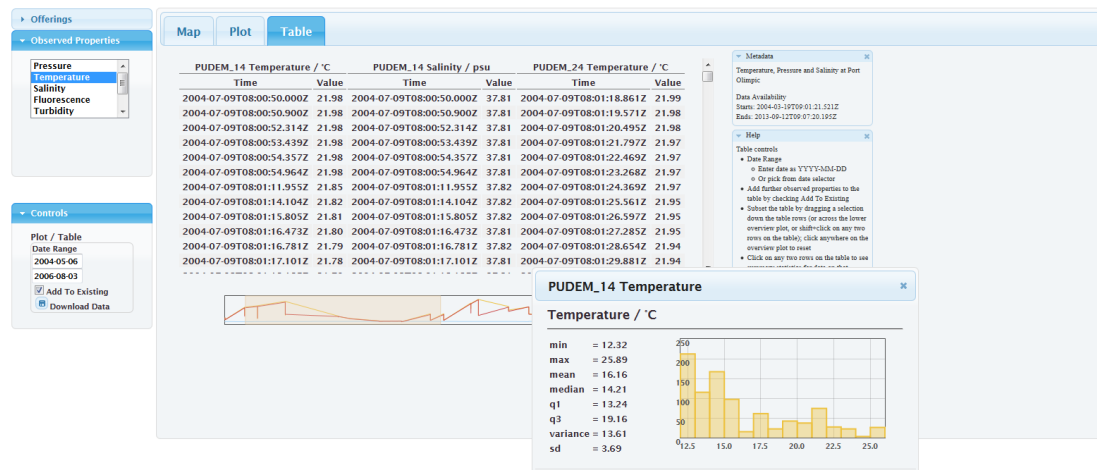 Offerings
Observed Properties
Pressure
Temperature
Salinity
Fluorescence
Turbidity
Controls
Plot / Table
Date Range
2004-05-06
2006-08-03
Add To Existing
Download Data
Map Plot Table
PUDEM_14 Temperature / °C PUDEM_14 Salinity / psu PUDEM_24 Temperature / °C
Time Value Time Value Time Value
2004-07-09T08:00:50.000Z 21.98 2004-07-09T08:00:50.000Z 37.81 2004-07-09T08:01:18.861Z 21.99
2004-07-09T08:00:50.900Z 21.98 2004-07-09T08:00:50.900Z 37.81 2004-07-09T08:01:19.571Z 21.98
2004-07-09T08:00:52.314Z 21.98 2004-07-09T08:00:52.314Z 37.81 2004-07-09T08:01:20.495Z 21.98
2004-07-09T08:00:53.439Z 21.98 2004-07-09T08:00:53.439Z 37.81 2004-07-09T08:01:21.797Z 21.97
2004-07-09T08:00:54.357Z 21.98 2004-07-09T08:00:54.357Z 37.81 2004-07-09T08:01:22.469Z 21.97
2004-07-09T08:00:54.964Z 21.98 2004-07-09T08:00:54.964Z 37.81 2004-07-09T08:01:23.268Z 21.97
2004-07-09T08:01:11.955Z 21.85 2004-07-09T08:01:11.955Z 37.82 2004-07-09T08:01:24.369Z 21.97
2004-07-09T08:01:14.104Z 21.82 2004-07-09T08:01:14.104Z 37.82 2004-07-09T08:01:25.561Z 21.95
2004-07-09T08:01:15.805Z 21.81 2004-07-09T08:01:15.805Z 37.82 2004-07-09T08:01:26.597Z 21.95
2004-07-09T08:01:16.473Z 21.80 2004-07-09T08:01:16.473Z 37.81 2004-07-09T08:01:27.285Z 21.95
2004-07-09T08:01:16.781Z 21.79 2004-07-09T08:01:16.781Z 37.82 2004-07-09T08:01:28.654Z 21.94
2004-07-09T08:01:17.101Z 21.78 2004-07-09T08:01:17.101Z 37.81 2004-07-09T08:01:29.881Z 21.94
Metadata
Temperature, Pressure and Salinity at Port
Olimpic
Data Availability
Starts: 2004-03-19T09:01:21.521Z
Ends: 2013-09-12T09:07:20.195Z
Help
Table controls
Date Range
Enter date as YYYY-MM-DD
Or pick from date selector
Add further observed properties to the
table by checking Add To Existing
Subset the table by dragging a selection
down the table rows (or across the lower
overview plot, or shift+click on any two
rows on the table); click anywhere on the
overview plot to reset
Click on any two rows on the table to see
PUDEM_14 Temperature
Temperature / °C
min = 12.32
max = 25.89
mean = 16.16
median = 14.21
q1 = 13.24
q3 = 19.16
variance = 13.61
sd = 3.69
250
200
150
100
50
0
12.5 15.0 17.5 20.0 22.5 25.0